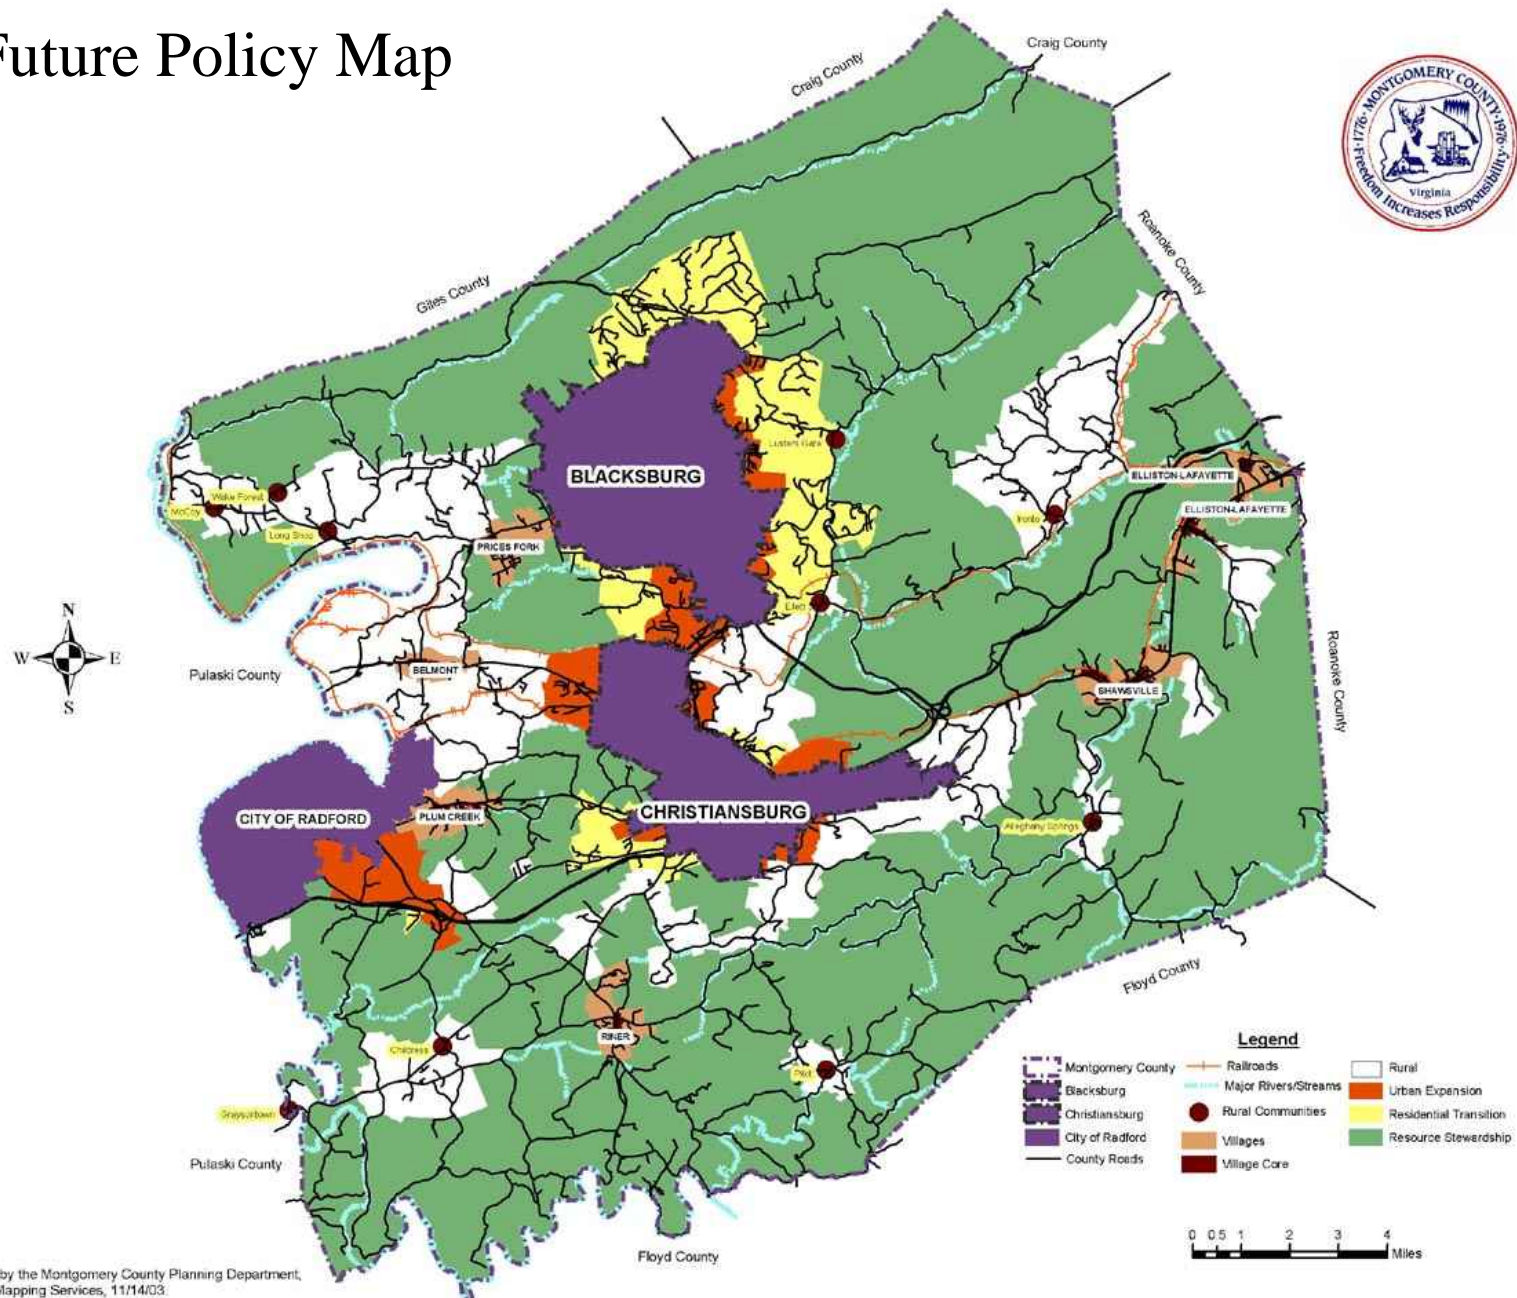 Future Policy Map
Craig County
Craig County
MONTGOMERY COUNTY
1776
1976
Virginia
Freedom Increases Responsibility
Roanoke County
Giles County
BLACKSBURG
Lusters Gate
ELLISTON-LAFAYETTE
ELLISTON-LAFAYETTE
Wake Forest
McCoy
Long Shop
PRICES FORK
Ironto
Ellett
N
W E
S
Pulaski County
BELMONT
SHAWSVILLE
Roanoke County
CITY OF RADFORD
PLUM CREEK
CHRISTIANSBURG
Alleghany Springs
Floyd County
RINER
Childress
Pilot
Graysontown
Pulaski County
Floyd County
Legend
Montgomery County
Blacksburg
Christiansburg
City of Radford
County Roads
Railroads
Major Rivers/Streams
Rural Communities
Villages
Village Core
Rural
Urban Expansion
Residential Transition
Resource Stewardship
0 0.5 1 2 3 4
Miles
by the Montgomery County Planning Department,
Mapping Services, 11/14/03.